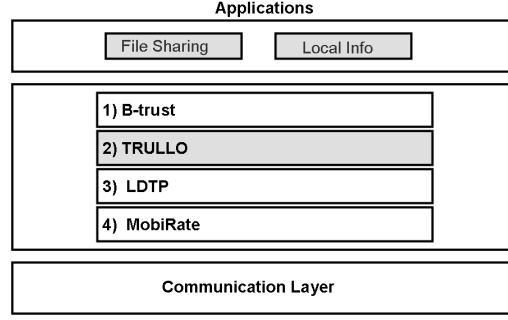 Applications
File Sharing
Local Info
1) B-trust
2) TRULLO
3) LDTP
4) MobiRate
Communication Layer